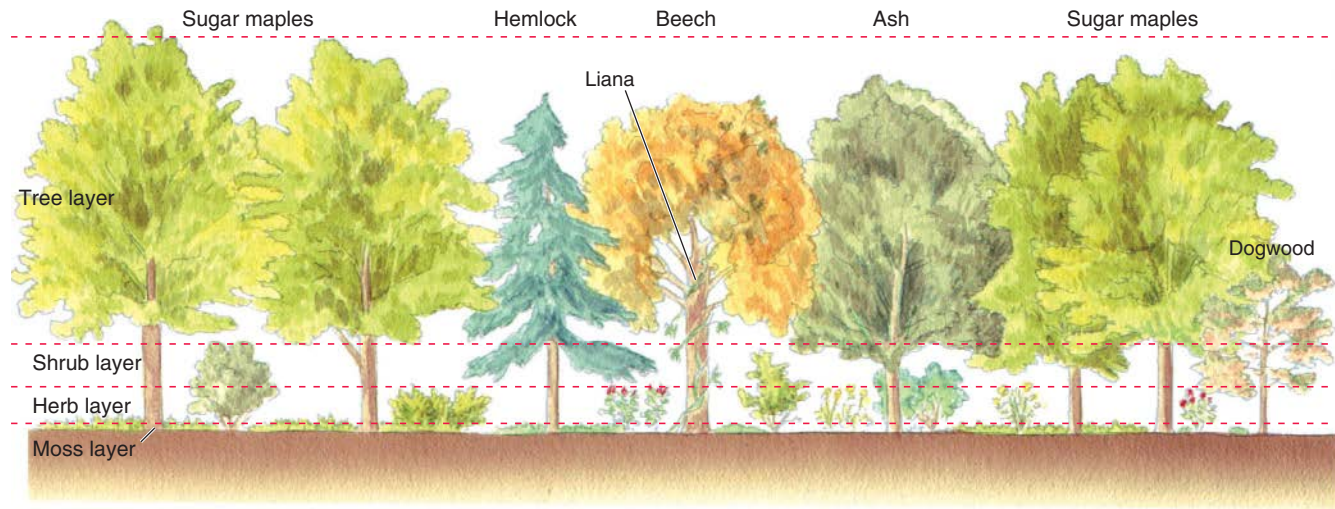 Sugar maples
Hemlock
Beech
Ash
Sugar maples
Liana
Tree layer
Dogwood
Shrub layer
Herb layer
Moss layer